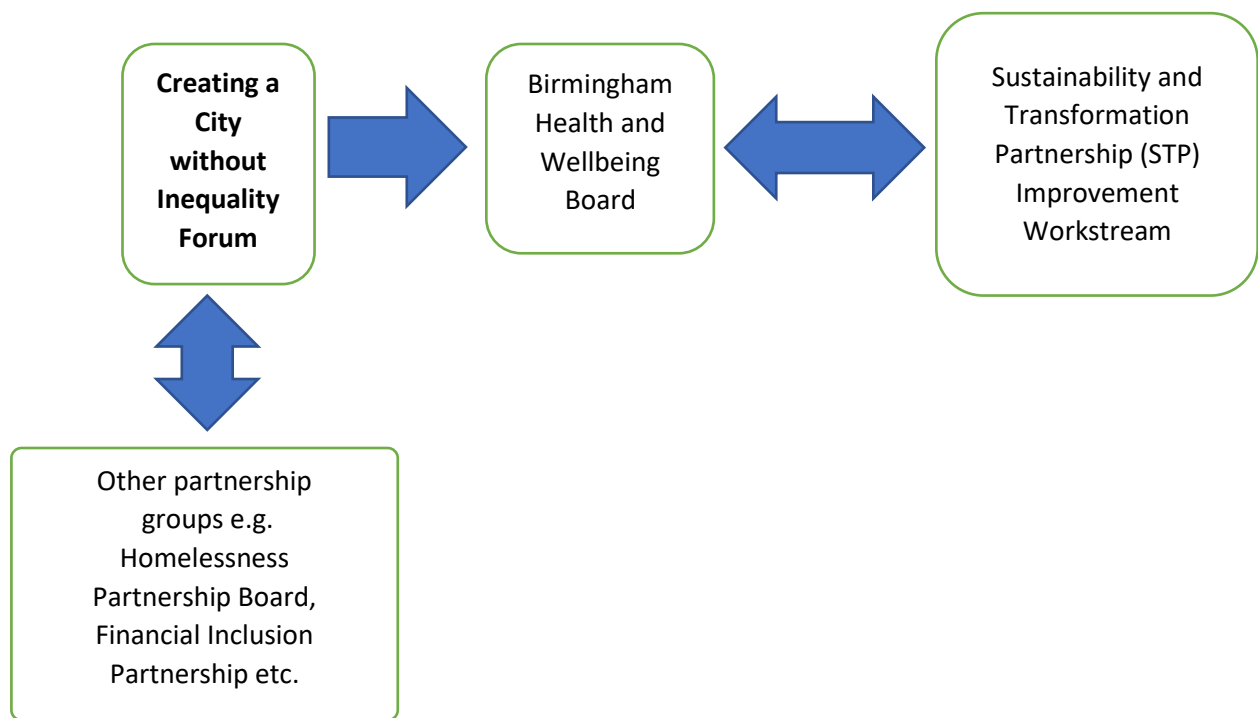 Creating a
City
without
Inequality
Forum
Birmingham
Health and
Wellbeing
Board
Sustainability and
Transformation
Partnership (STP)
Improvement
Workstream
Other partnership
groups e.g.
Homelessness
Partnership Board,
Financial Inclusion
Partnership etc.